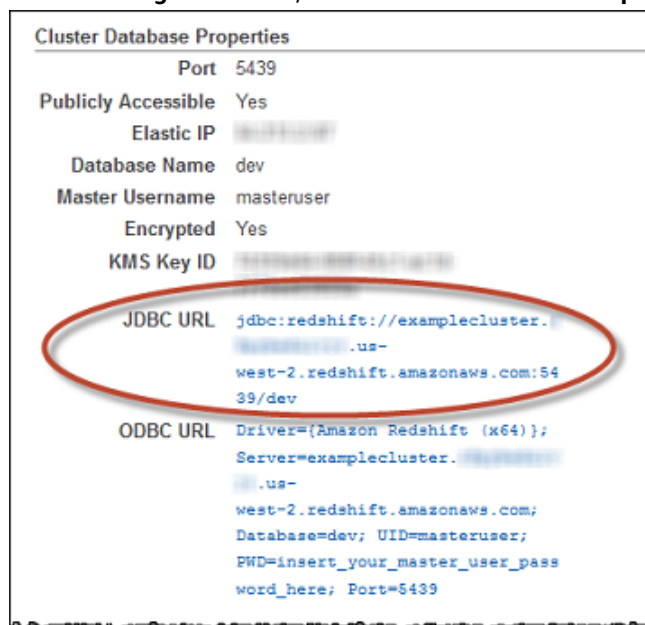 Cluster Database Properties
Port 5439
Publicly Accessible Yes
Elastic IP
Database Name dev
Master Username masteruser
Encrypted Yes
KMS Key ID
JDBC URL jdbc:redshift://examplecluster.
.us-
west-2.redshift.amazonaws.com:54
39/dev
ODBC URL Driver={Amazon Redshift (x64)};
Server=examplecluster.
.us-
west-2.redshift.amazonaws.com;
Database=dev; UID=masteruser;
PWD=insert_your_master_user_pass
word_here; Port=5439